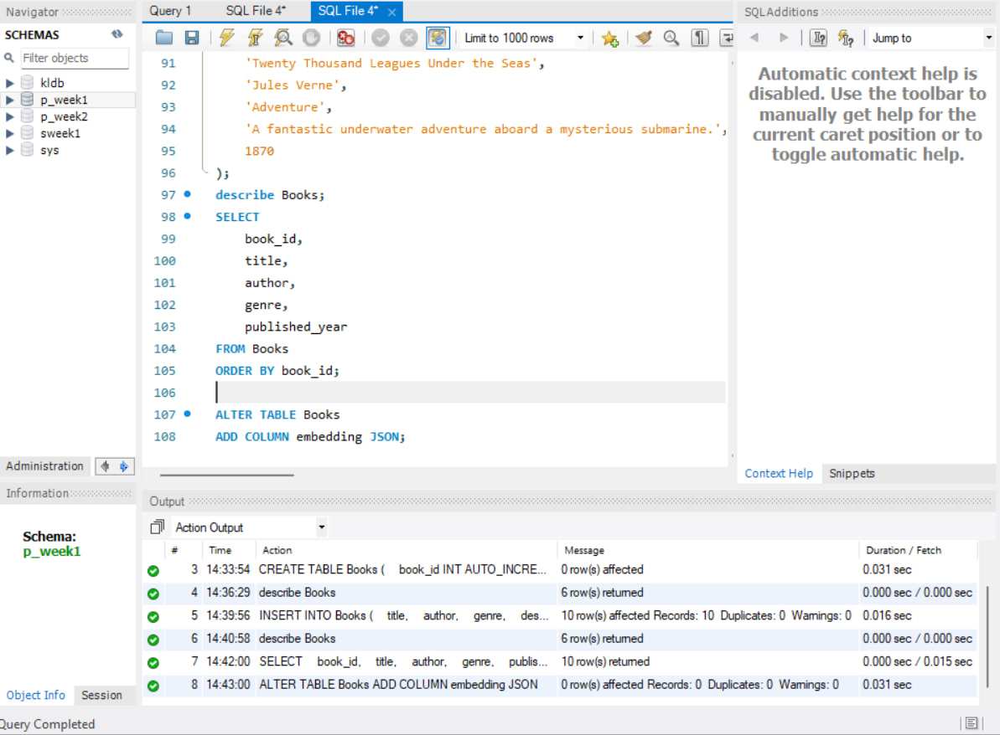 Navigator
SCHEMAS
Filter objects
kldb
p_week1
p_week2
sweek1
sys
Administration
Information
Schema:
p_week1
Object Info Session
Query Completed
Query 1 SQL File 4* SQL File 4*
Limit to 1000 rows
91 'Twenty Thousand Leagues Under the Seas',
92 'Jules Verne',
93 'Adventure',
94 'A fantastic underwater adventure aboard a mysterious submarine.',
95 1870
96 );
97 describe Books;
98 SELECT
99 book_id,
100 title,
101 author,
102 genre,
103 published_year
104 FROM Books
105 ORDER BY book_id;
106
107 ALTER TABLE Books
108 ADD COLUMN embedding JSON;
SQLAdditions
Jump to
Automatic context help is
disabled. Use the toolbar to
manually get help for the
current caret position or to
toggle automatic help.
Context Help Snippets
Output
Action Output
# Time Action Message Duration / Fetch
3 14:33:54 CREATE TABLE Books ( book_id INT AUTO_INCRE... 0 row(s) affected 0.031 sec
4 14:36:29 describe Books 6 row(s) returned 0.000 sec / 0.000 sec
5 14:39:56 INSERT INTO Books ( title, author, genre, des... 10 row(s) affected Records: 10 Duplicates: 0 Warnings: 0 0.016 sec
6 14:40:58 describe Books 6 row(s) returned 0.000 sec / 0.000 sec
7 14:42:00 SELECT book_id, title, author, genre, publis... 10 row(s) returned 0.000 sec / 0.015 sec
8 14:43:00 ALTER TABLE Books ADD COLUMN embedding JSON 0 row(s) affected Records: 0 Duplicates: 0 Warnings: 0 0.031 sec